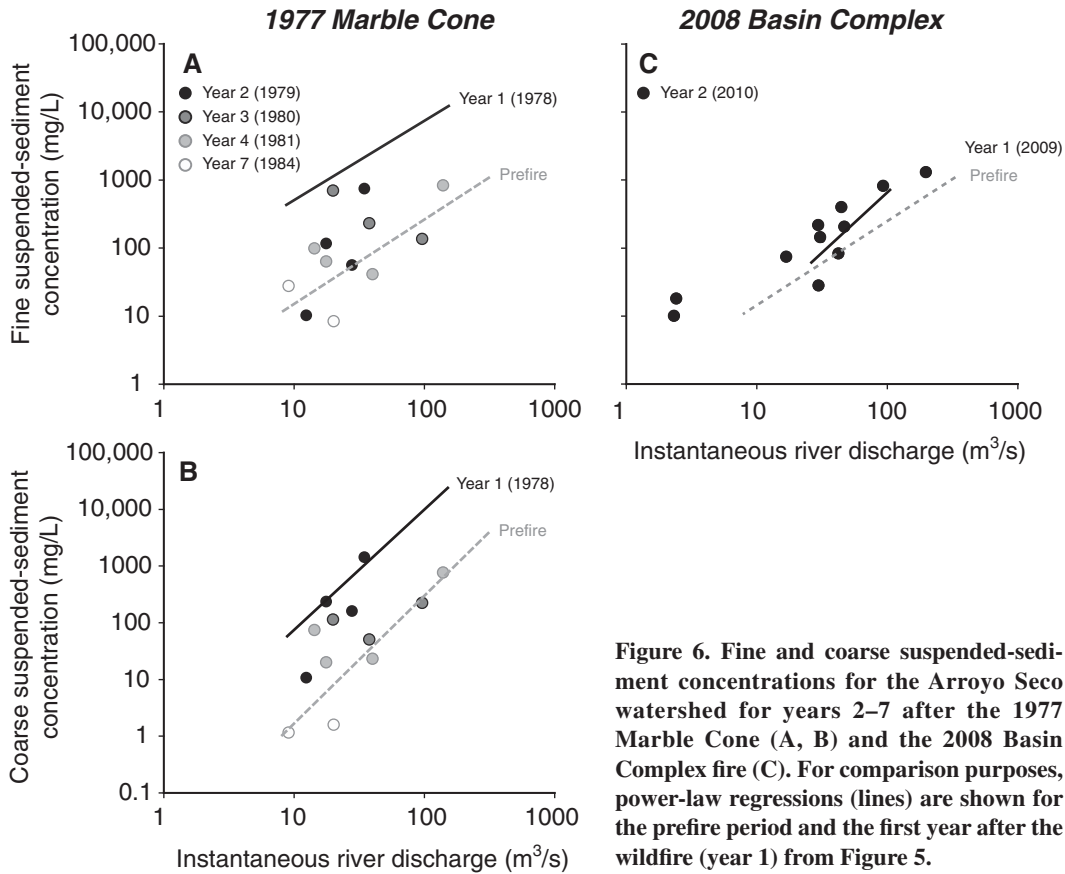 1977 Marble Cone
2008 Basin Complex
Fine suspended-sediment
concentration (mg/L)
100,000
10,000
1000
100
10
1
A
Year 2 (1979)
Year 3 (1980)
Year 4 (1981)
Year 7 (1984)
Year 1 (1978)
Prefire
1
10
100
1000
C
Year 2 (2010)
Year 1 (2009)
Prefire
1
10
100
1000
Instantaneous river discharge (m³/s)
Coarse suspended-sediment
concentration (mg/L)
100,000
10,000
1000
100
10
1
0.1
B
Year 1 (1978)
Prefire
1
10
100
1000
Instantaneous river discharge (m³/s)
Figure 6. Fine and coarse suspended-sedi-
ment concentrations for the Arroyo Seco
watershed for years 2–7 after the 1977
Marble Cone (A, B) and the 2008 Basin
Complex fire (C). For comparison purposes,
power-law regressions (lines) are shown for
the prefire period and the first year after the
wildfire (year 1) from Figure 5.